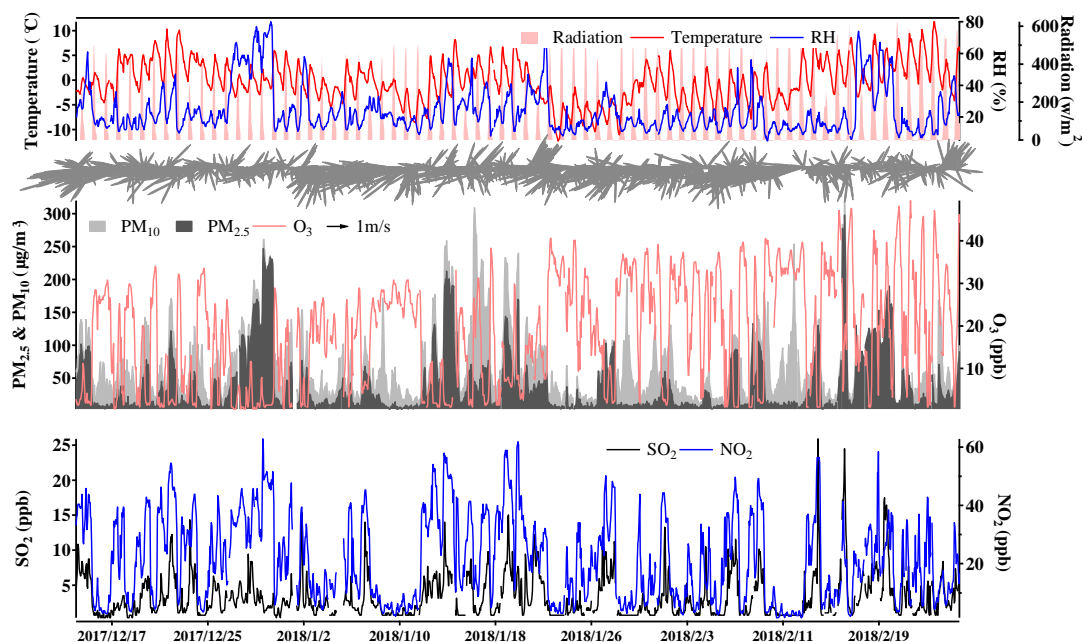 Temperature (℃)
10
5
0
-5
-10
Radiation
Temperature
RH
80
60
40
20
RH (%)
600
400
200
0
Radiation (w/m²)
PM₂.₅ & PM₁₀ (μg/m³)
300
250
200
150
100
50
PM₁₀
PM₂.₅
O₃
1m/s
40
30
20
10
O₃ (ppb)
SO₂ (ppb)
25
20
15
10
5
SO₂
NO₂
60
40
20
NO₂ (ppb)
2017/12/17
2017/12/25
2018/1/2
2018/1/10
2018/1/18
2018/1/26
2018/2/3
2018/2/11
2018/2/19